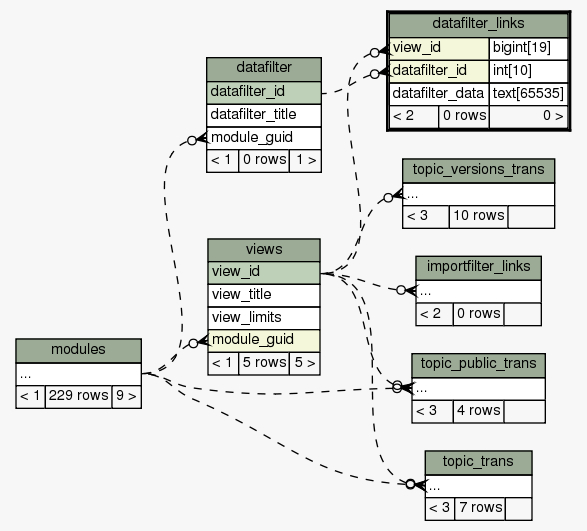 datafilter_links
view_id bigint[19]
datafilter_id int[10]
datafilter_data text[65535]
< 2 0 rows 0 >
datafilter
datafilter_id
datafilter_title
module_guid
< 1 0 rows 1 >
topic_versions_trans
...
< 3 10 rows
views
view_id
view_title
view_limits
module_guid
< 1 5 rows 5 >
importfilter_links
...
< 2 0 rows
modules
...
< 1 229 rows 9 >
topic_public_trans
...
< 3 4 rows
topic_trans
...
< 3 7 rows